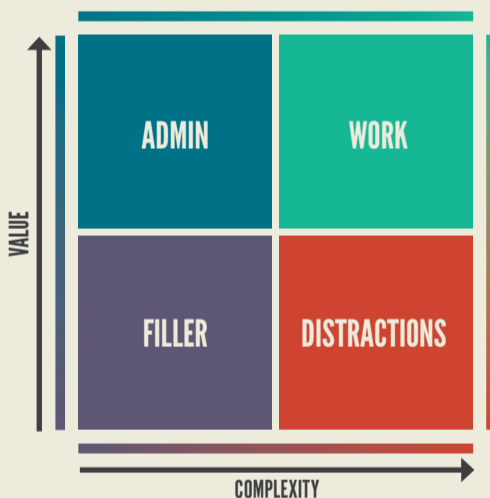 ADMIN
WORK
VALUE
FILLER
DISTRACTIONS
COMPLEXITY